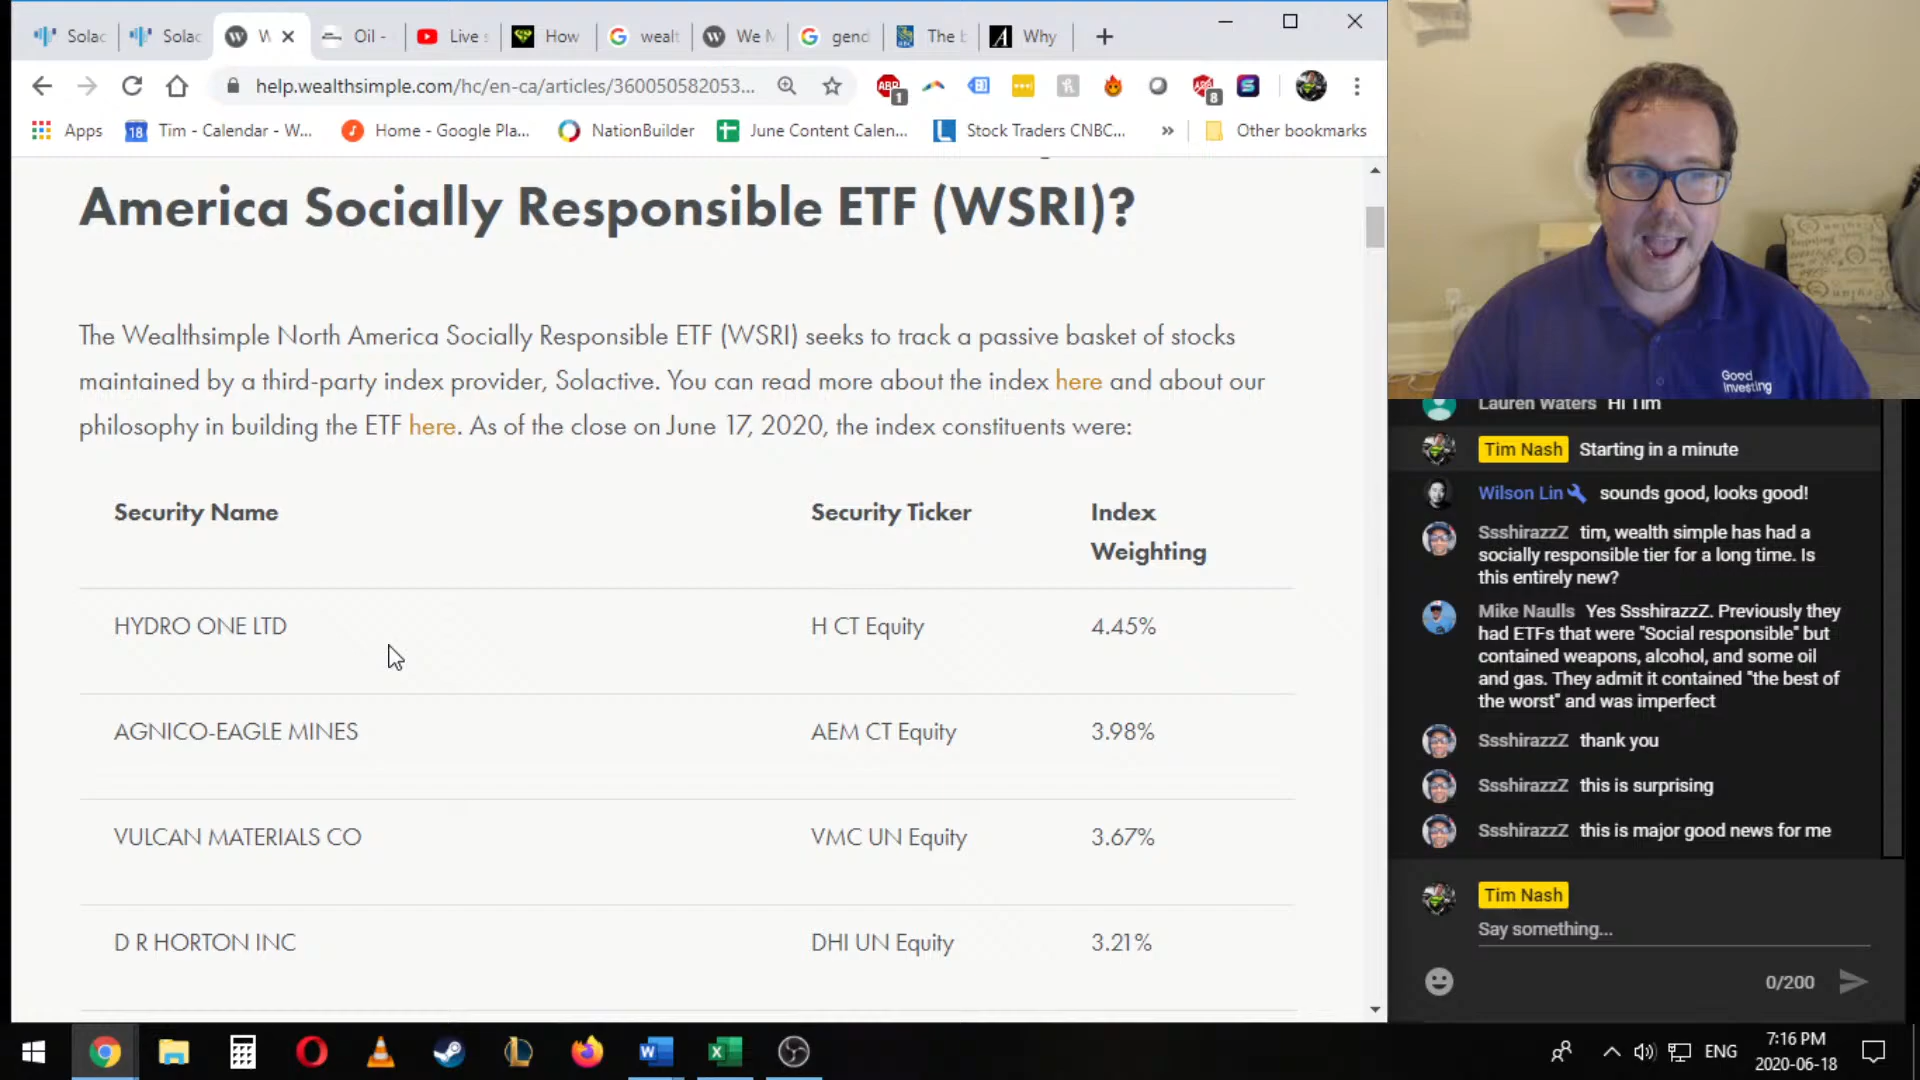 Solac
Solac
W
Oil -
Live
How
wealt
We M
gend
The b
Why
help.wealthsimple.com/hc/en-ca/articles/360050582053...
ABP
1
8
Apps
18
Tim - Calendar - W...
Home - Google Pla...
NationBuilder
June Content Calen...
Stock Traders CNBC...
»
Other bookmarks
America Socially Responsible ETF (WSRI)?
The Wealthsimple North America Socially Responsible ETF (WSRI) seeks to track a passive basket of stocks
maintained by a third-party index provider, Solactive. You can read more about the index here and about our
philosophy in building the ETF here. As of the close on June 17, 2020, the index constituents were:
Security Name Security Ticker Index
Weighting
HYDRO ONE LTD H CT Equity 4.45%
AGNICO-EAGLE MINES AEM CT Equity 3.98%
VULCAN MATERIALS CO VMC UN Equity 3.67%
D R HORTON INC DHI UN Equity 3.21%
Good
Investing
Lauren Waters Hi Tim
Tim Nash Starting in a minute
Wilson Lin sounds good, looks good!
SsshirazzZ tim, wealth simple has had a
socially responsible tier for a long time. Is
this entirely new?
Mike Naulls Yes SsshirazzZ. Previously they
had ETFs that were "Social responsible" but
contained weapons, alcohol, and some oil
and gas. They admit it contained "the best of
the worst" and was imperfect
SsshirazzZ thank you
SsshirazzZ this is surprising
SsshirazzZ this is major good news for me
Tim Nash
Say something...
0/200
ENG
7:16 PM
2020-06-18